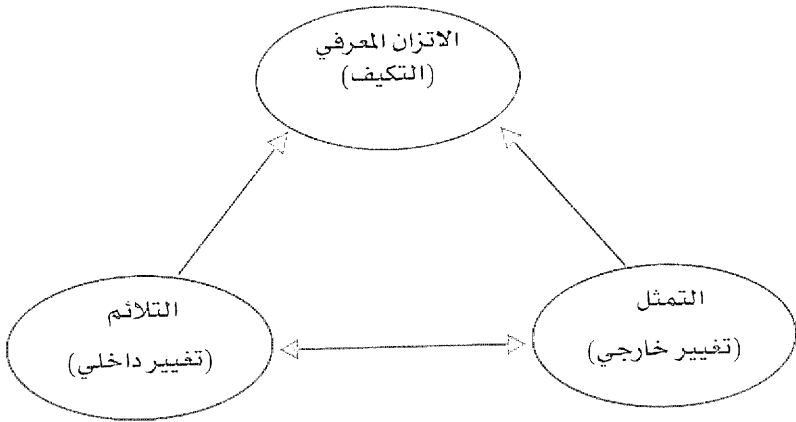 الاتزان المعرفي
(التكيف)
التمثل
(تغيير خارجي)
التلائم
(تغيير داخلي)